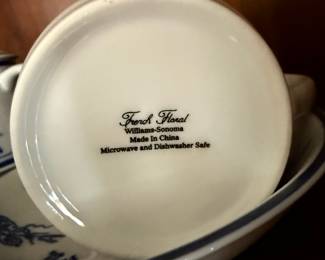 French Floral
Williams-Sonoma
Made In China
Microwave and Dishwasher Safe